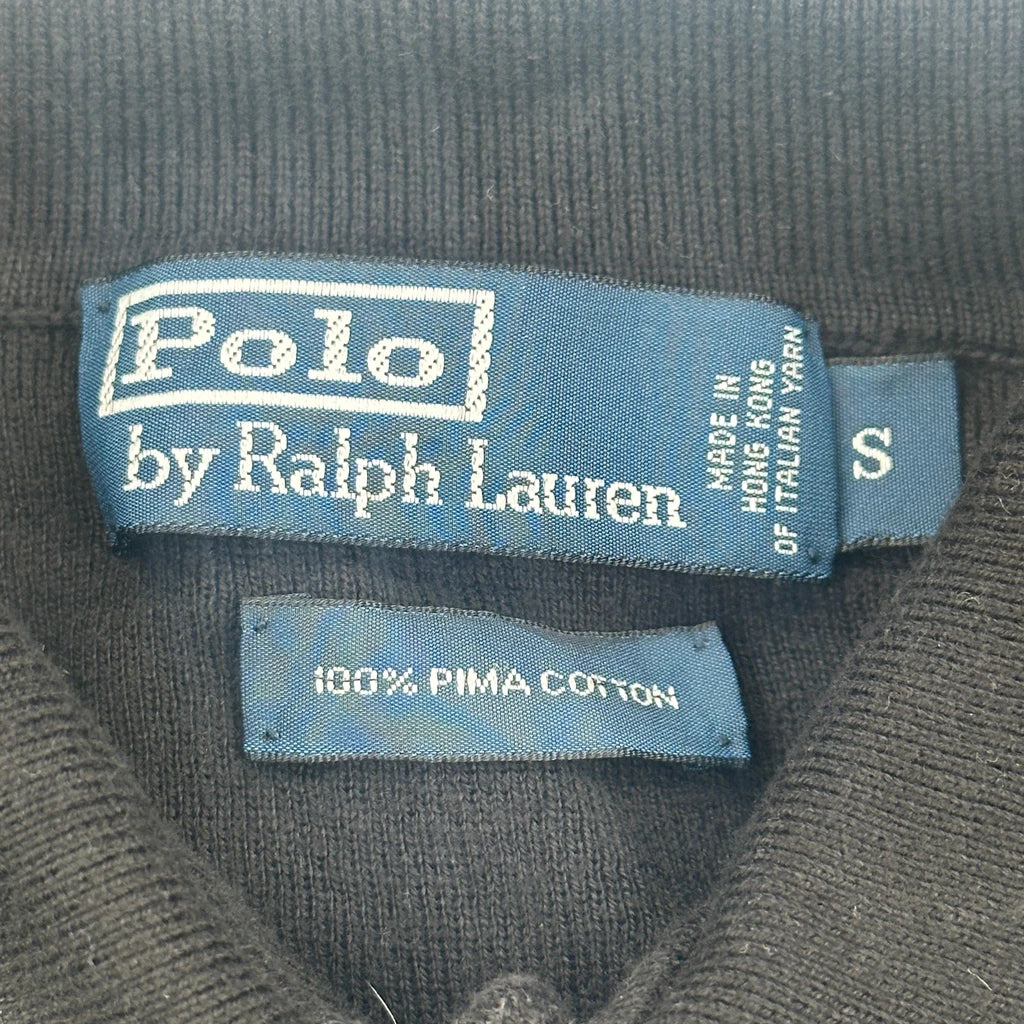 Polo
by Ralph Lauren
MADE IN
HONG KONG
OF ITALIAN YARN
S
100% PIMA COTTON